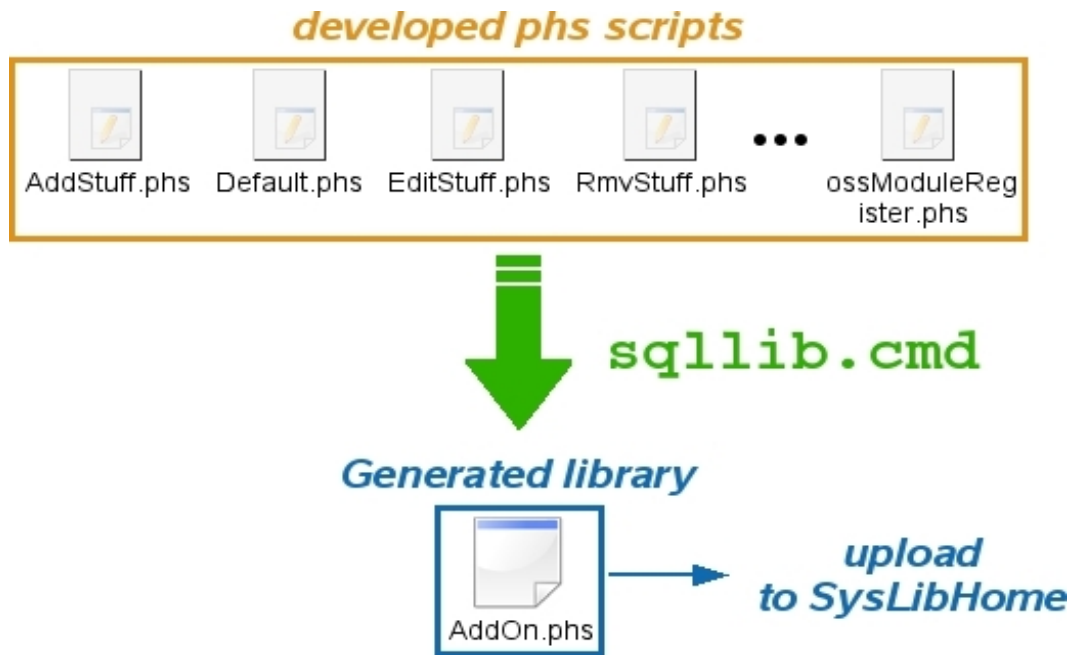 developed phs scripts
AddStuff.phs Default.phs EditStuff.phs RmvStuff.phs ... ossModuleReg
ister.phs
sqllib.cmd
Generated library
AddOn.phs
upload
to SysLibHome